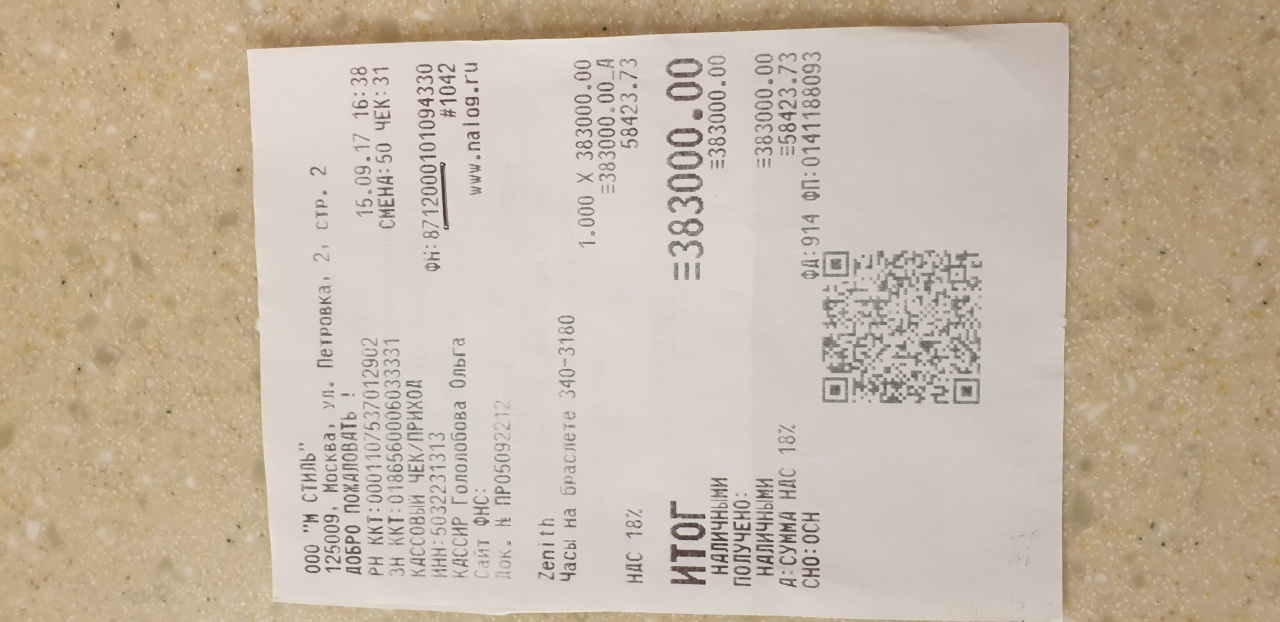 ООО "М СТИЛЬ"
125009, Москва, ул. Петровка, 2, стр. 2
ДОБРО ПОЖАЛОВАТЬ !
РН ККТ:0001107537012902 15.09.17 16:38
ЗН ККТ:0186560006033331 СМЕНА:50 ЧЕК:31
КАССОВЫЙ ЧЕК/ПРИХОД
ИНН:5032231313 ФН:8712000101094330
КАССИР Гололобова Ольга #1042
Сайт ФНС: www.nalog.ru
Док. № ПР05092212
Zenith
Часы на браслете 340-3180
1.000 X 383000.00
≡383000.00_А
НДС 18% 58423.73
ИТОГ ≡383000.00
НАЛИЧНЫМИ ≡383000.00
ПОЛУЧЕНО:
НАЛИЧНЫМИ ≡383000.00
А:СУММА НДС 18% ≡58423.73
СНО:ОСН ФД:914 ФП:0141188093